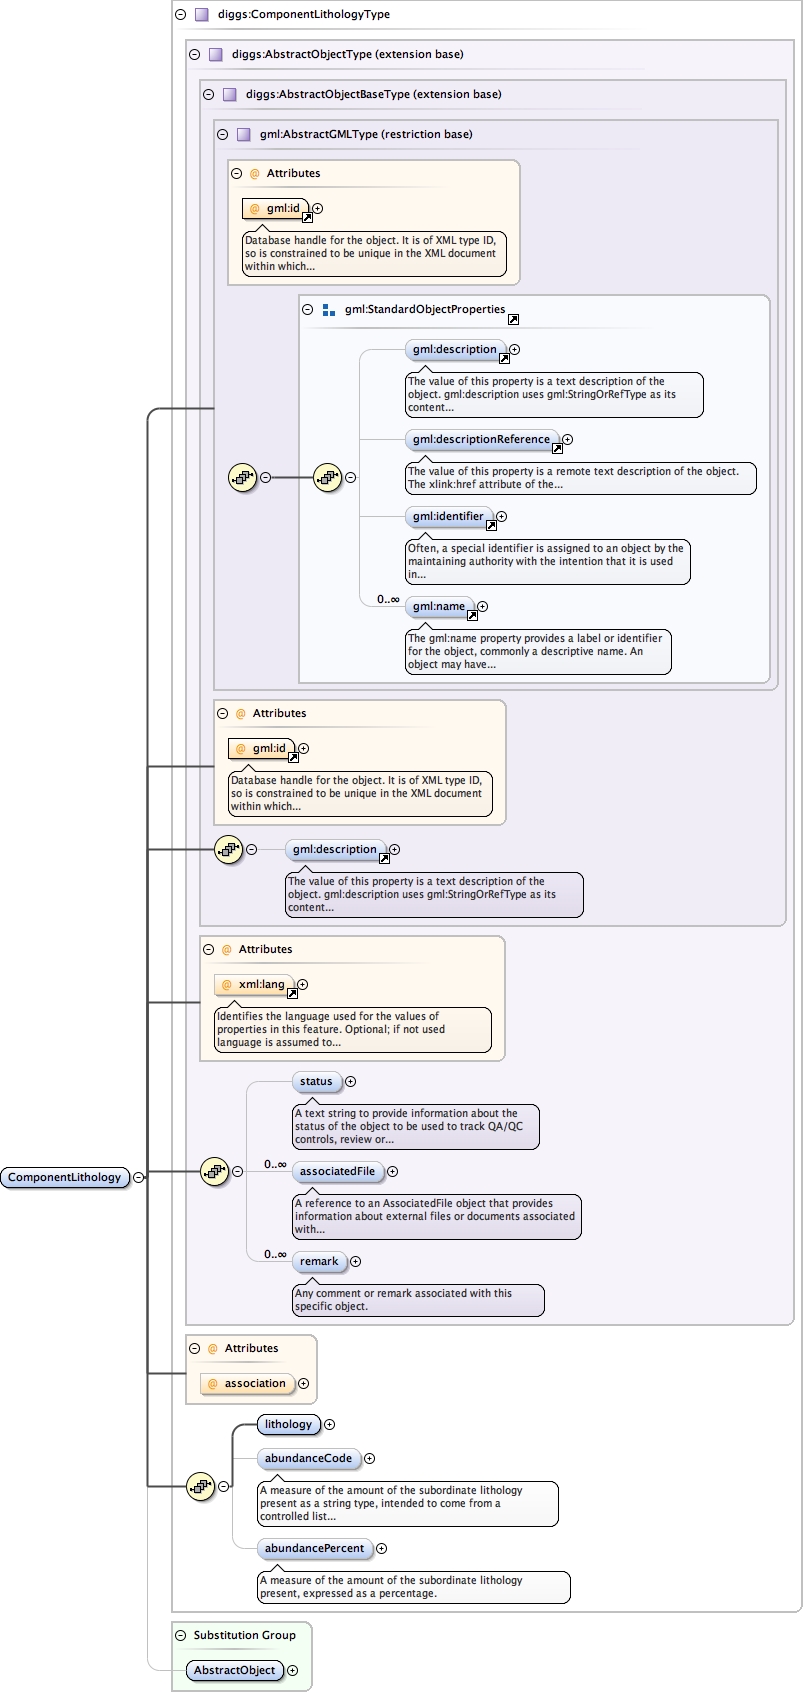 diggs:ComponentLithologyType
diggs:AbstractObjectType (extension base)
diggs:AbstractObjectBaseType (extension base)
gml:AbstractGMLType (restriction base)
@ Attributes
@ gml:id
Database handle for the object. It is of XML type ID,
so is constrained to be unique in the XML document
within which...
gml:StandardObjectProperties
gml:description
The value of this property is a text description of the
object. gml:description uses gml:StringOrRefType as its
content...
gml:descriptionReference
The value of this property is a remote text description of the object.
The xlink:href attribute of the...
gml:identifier
Often, a special identifier is assigned to an object by the
maintaining authority with the intention that it is used
in...
0..∞
gml:name
The gml:name property provides a label or identifier
for the object, commonly a descriptive name. An
object may have...
@ Attributes
@ gml:id
Database handle for the object. It is of XML type ID,
so is constrained to be unique in the XML document
within which...
gml:description
The value of this property is a text description of the
object. gml:description uses gml:StringOrRefType as its
content...
@ Attributes
@ xml:lang
Identifies the language used for the values of
properties in this feature. Optional; if not used
language is assumed to...
status
A text string to provide information about the
status of the object to be used to track QA/QC
controls, review or...
0..∞
associatedFile
A reference to an AssociatedFile object that provides
information about external files or documents associated
with...
0..∞
remark
Any comment or remark associated with this
specific object.
ComponentLithology
@ Attributes
@ association
lithology
abundanceCode
A measure of the amount of the subordinate lithology
present as a string type, intended to come from a
controlled list...
abundancePercent
A measure of the amount of the subordinate lithology
present, expressed as a percentage.
Substitution Group
AbstractObject